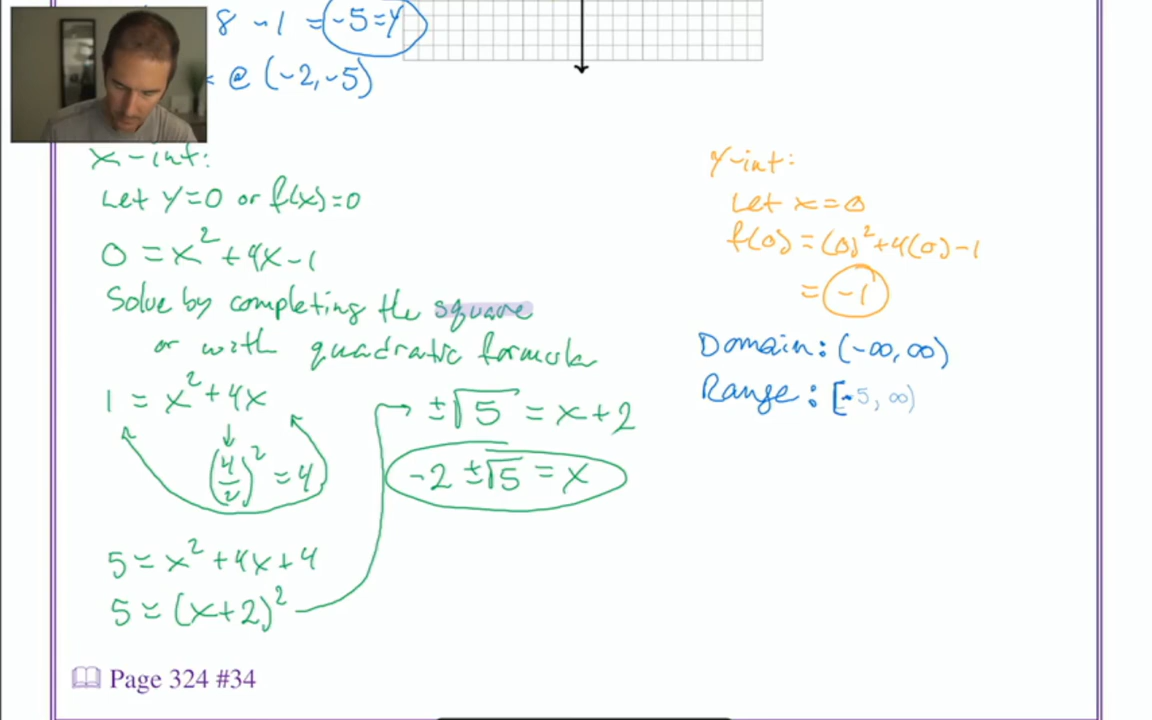 8 -1 = -5 = y
@ (-2, -5)
x-int:
Let y=0 or f(x)=0
0 = x² + 4x - 1
Solve by completing the square
or with quadratic formula
1 = x² + 4x
(4/2)² = 4
5 = x² + 4x + 4
5 = (x+2)²
±√5 = x + 2
-2 ± √5 = x
y-int:
Let x = 0
f(0) = (0)² + 4(0) - 1
= -1
Domain: (-∞, ∞)
Range: [-5, ∞)
Page 324 #34